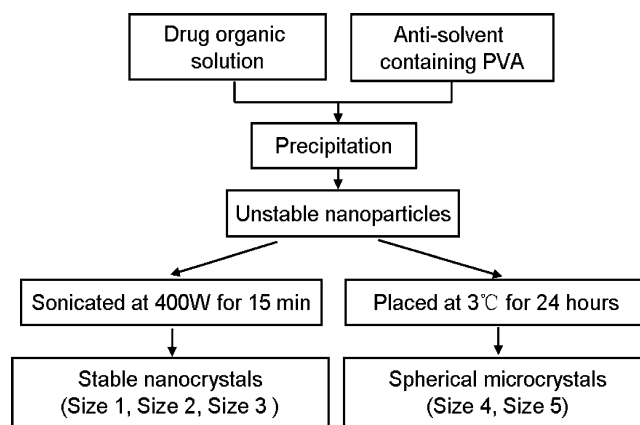 Drug organic
solution
Anti-solvent
containing PVA
Precipitation
Unstable nanoparticles
Sonicated at 400W for 15 min
Placed at 3℃ for 24 hours
Stable nanocrystals
(Size 1, Size 2, Size 3 )
Spherical microcrystals
(Size 4, Size 5)